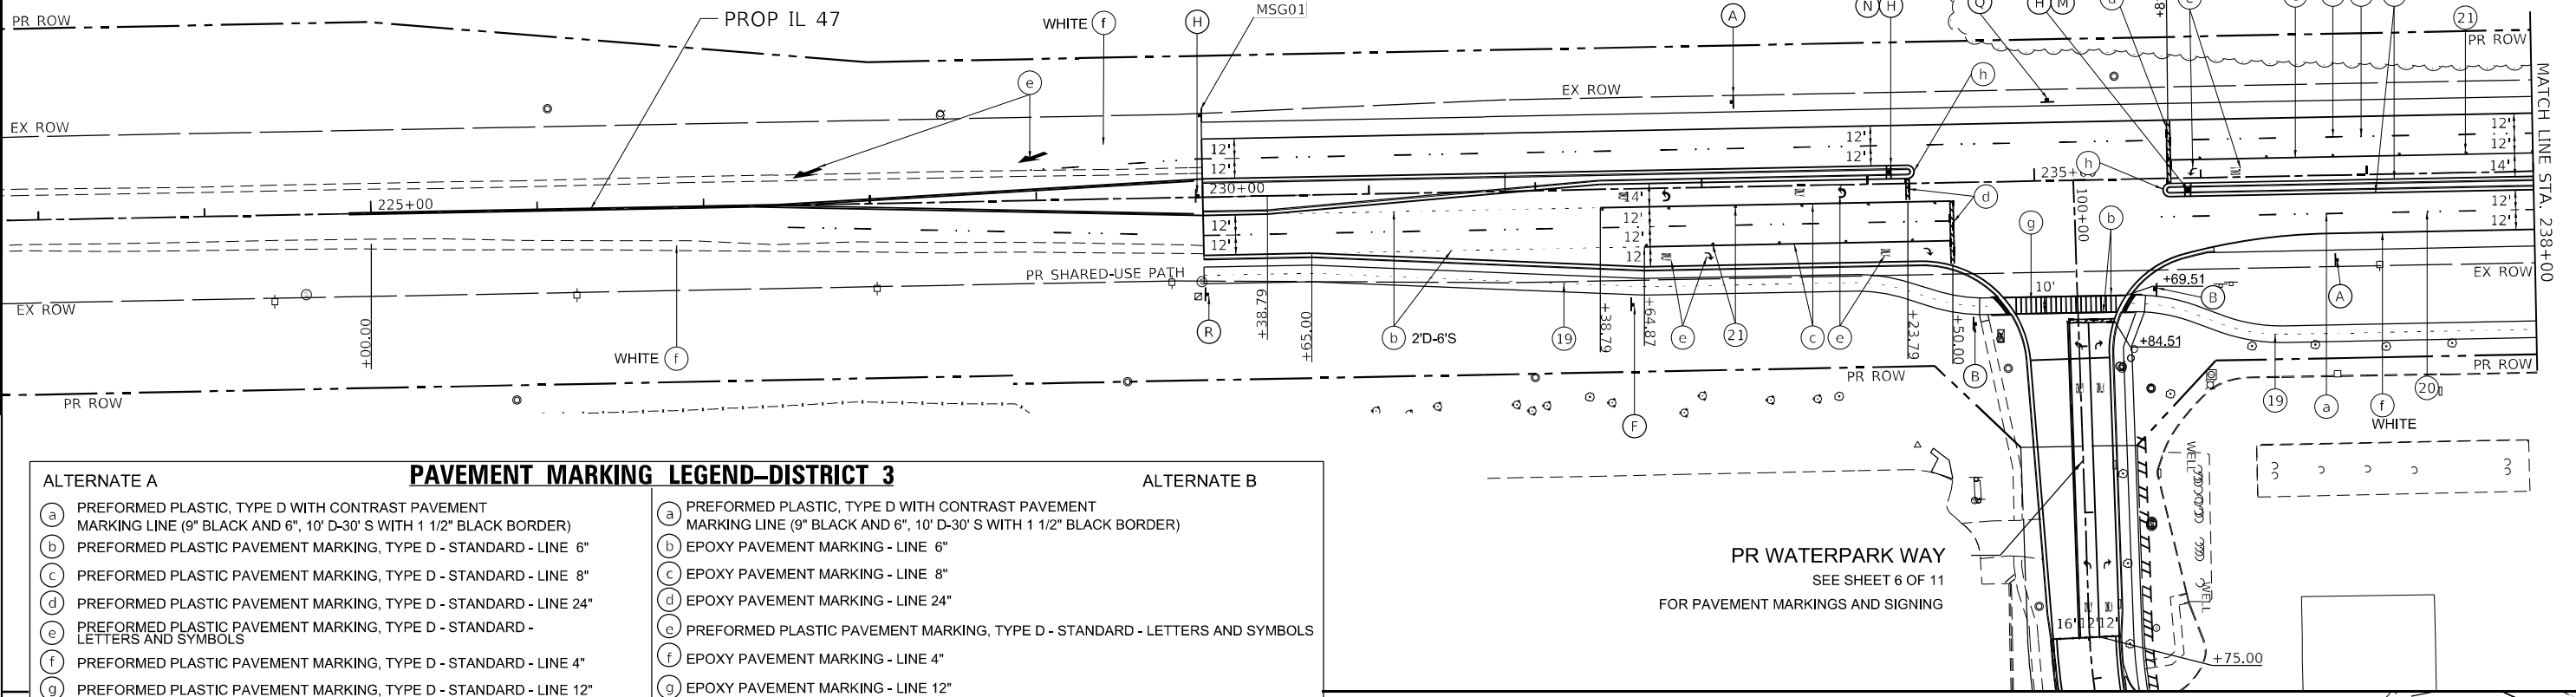 PR ROW
PROP IL 47
WHITE f
H
MSG01
A
N H
Q
H M
21
PR ROW
e
EX ROW
h
EX ROW
MATCH LINE STA. 238+00
12'
12'
12'
12'
12'
12'
14'
h
225+00
230+00
235+00
100+00
14'
12'
12'
12'
12'
12'
12'
12'
d
g
b
PR SHARED-USE PATH
EX ROW
EX ROW
10'
+69.51
B
A
R
+00.00
+38.79
+65.00
b 2'D-6'S
19
+38.79
+64.87
e
21
c
e
+23.79
+50.00
B
+84.51
WHITE f
PR ROW
PR ROW
PR ROW
19
a
f
20
WHITE
F
WELL
WELL
PR WATERPARK WAY
SEE SHEET 6 OF 11
FOR PAVEMENT MARKINGS AND SIGNING
16' 12' 12'
+75.00
PAVEMENT MARKING LEGEND-DISTRICT 3
ALTERNATE A
ALTERNATE B
a PREFORMED PLASTIC, TYPE D WITH CONTRAST PAVEMENT
MARKING LINE (9" BLACK AND 6", 10' D-30' S WITH 1 1/2" BLACK BORDER)
b PREFORMED PLASTIC PAVEMENT MARKING, TYPE D - STANDARD - LINE 6"
c PREFORMED PLASTIC PAVEMENT MARKING, TYPE D - STANDARD - LINE 8"
d PREFORMED PLASTIC PAVEMENT MARKING, TYPE D - STANDARD - LINE 24"
e PREFORMED PLASTIC PAVEMENT MARKING, TYPE D - STANDARD -
LETTERS AND SYMBOLS
f PREFORMED PLASTIC PAVEMENT MARKING, TYPE D - STANDARD - LINE 4"
g PREFORMED PLASTIC PAVEMENT MARKING, TYPE D - STANDARD - LINE 12"
a PREFORMED PLASTIC, TYPE D WITH CONTRAST PAVEMENT
MARKING LINE (9" BLACK AND 6", 10' D-30' S WITH 1 1/2" BLACK BORDER)
b EPOXY PAVEMENT MARKING - LINE 6"
c EPOXY PAVEMENT MARKING - LINE 8"
d EPOXY PAVEMENT MARKING - LINE 24"
e PREFORMED PLASTIC PAVEMENT MARKING, TYPE D - STANDARD - LETTERS AND SYMBOLS
f EPOXY PAVEMENT MARKING - LINE 4"
g EPOXY PAVEMENT MARKING - LINE 12"